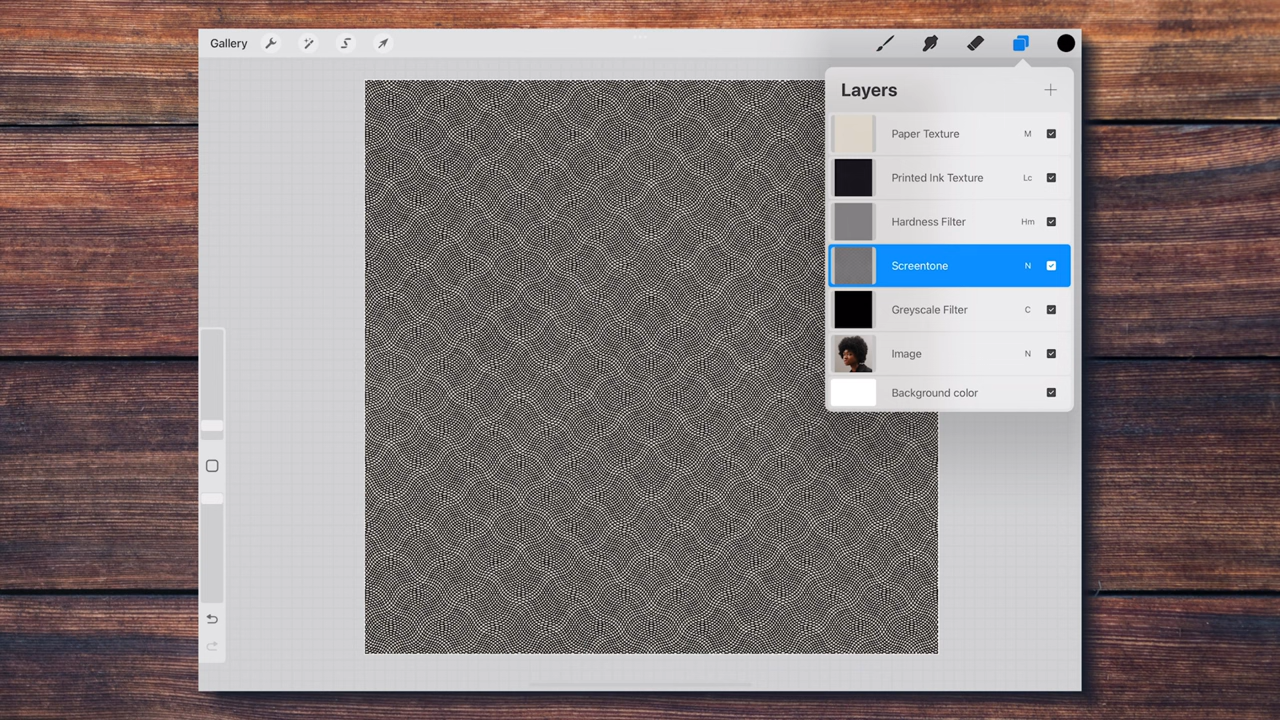 Gallery
Layers
Paper Texture M
Printed Ink Texture Lc
Hardness Filter Hm
Screentone N
Greyscale Filter C
Image N
Background color